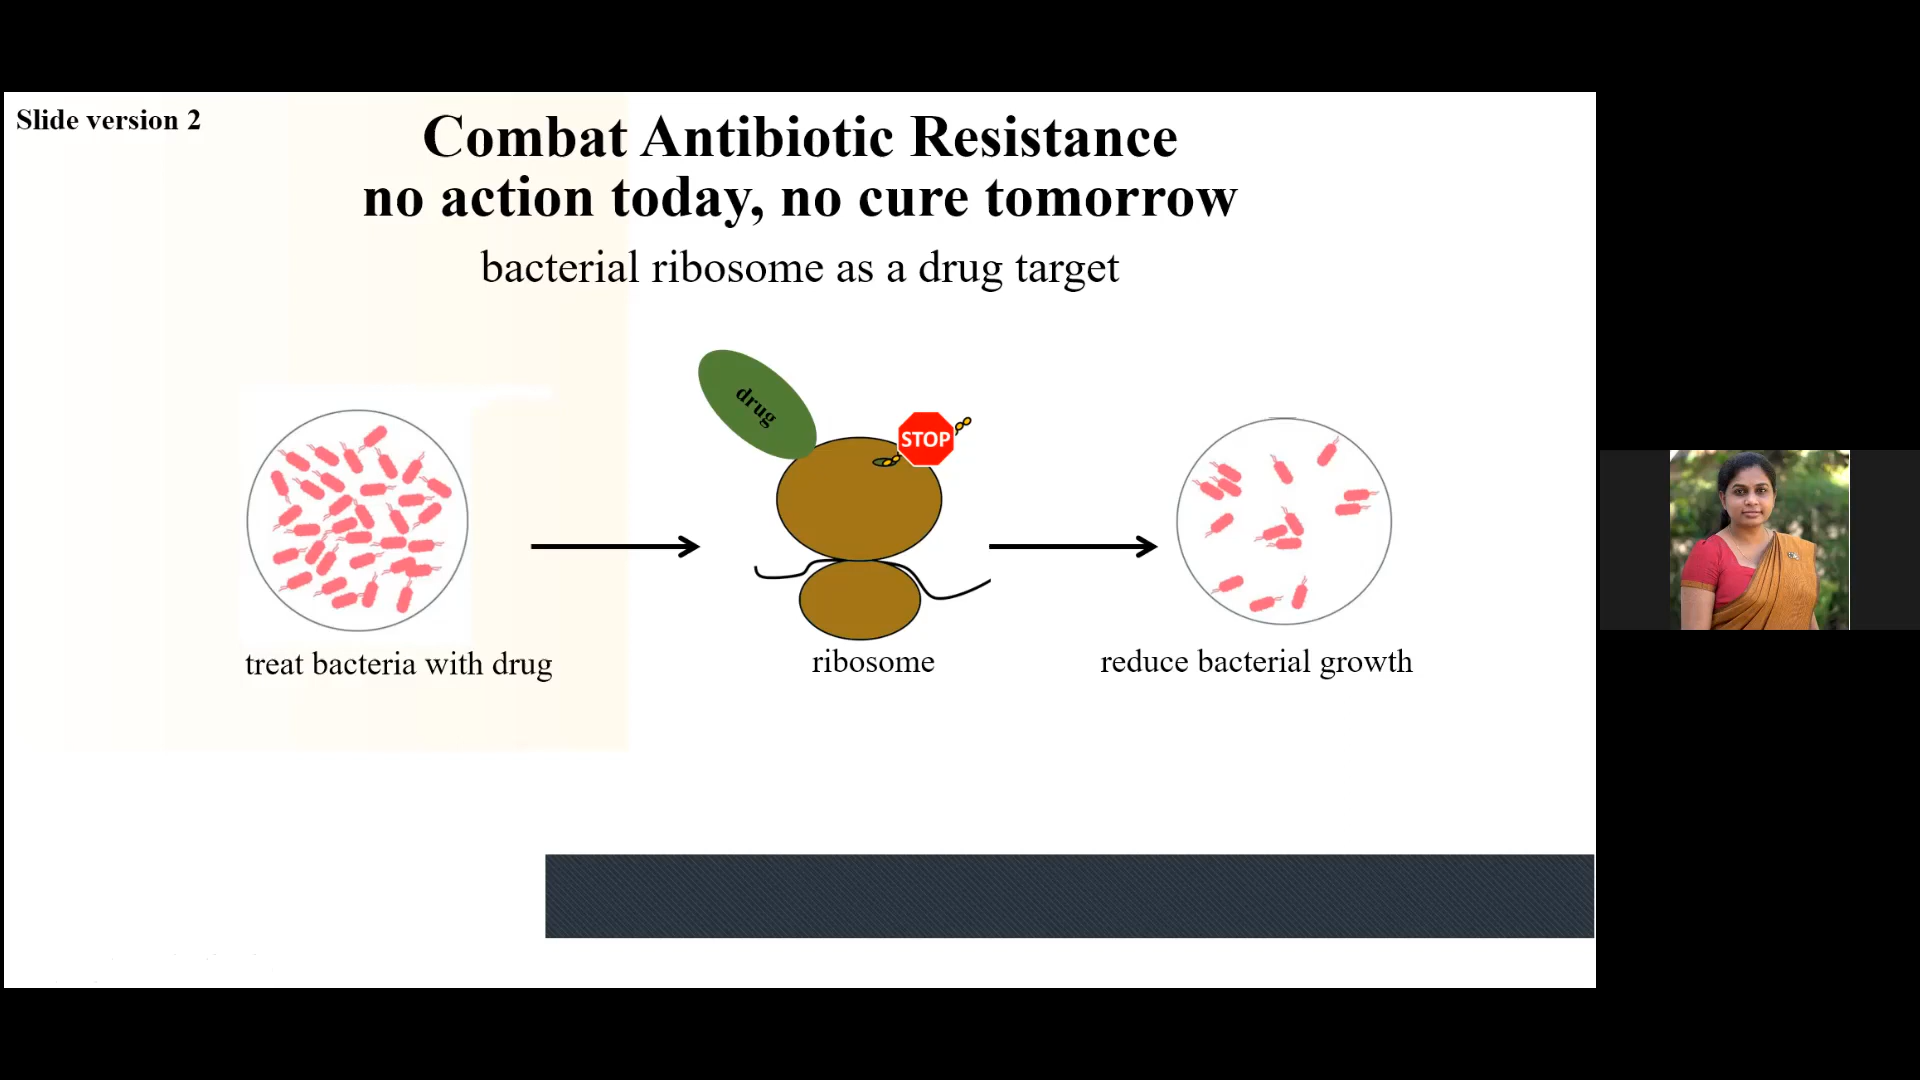 Slide version 2
Combat Antibiotic Resistance
no action today, no cure tomorrow
bacterial ribosome as a drug target
drug
STOP
treat bacteria with drug
ribosome
reduce bacterial growth